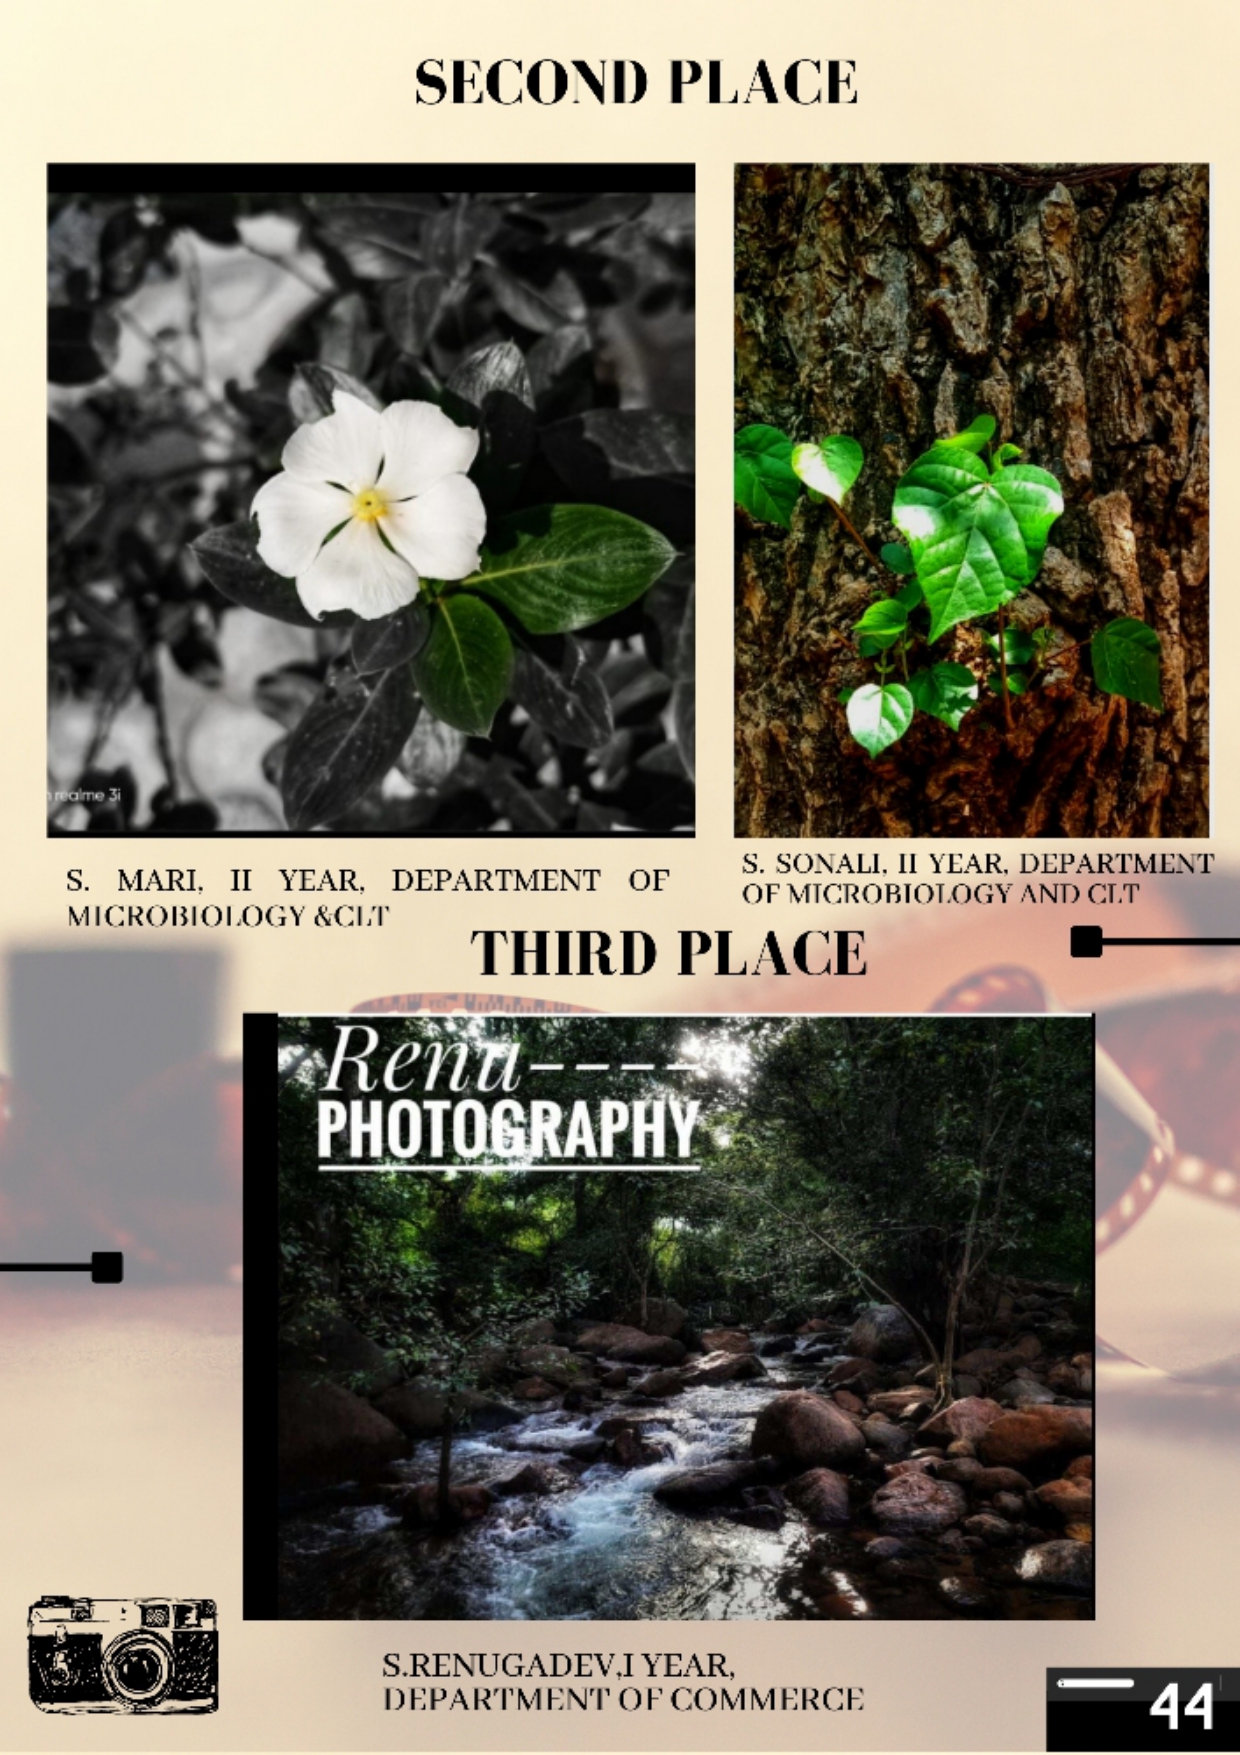 SECOND PLACE
realme 3i
S. MARI, II YEAR, DEPARTMENT OF
MICROBIOLOGY &CLT
S. SONALI, II YEAR, DEPARTMENT
OF MICROBIOLOGY AND CLT
THIRD PLACE
Renu----
PHOTOGRAPHY
S.RENUGADEV,I YEAR,
DEPARTMENT OF COMMERCE
44